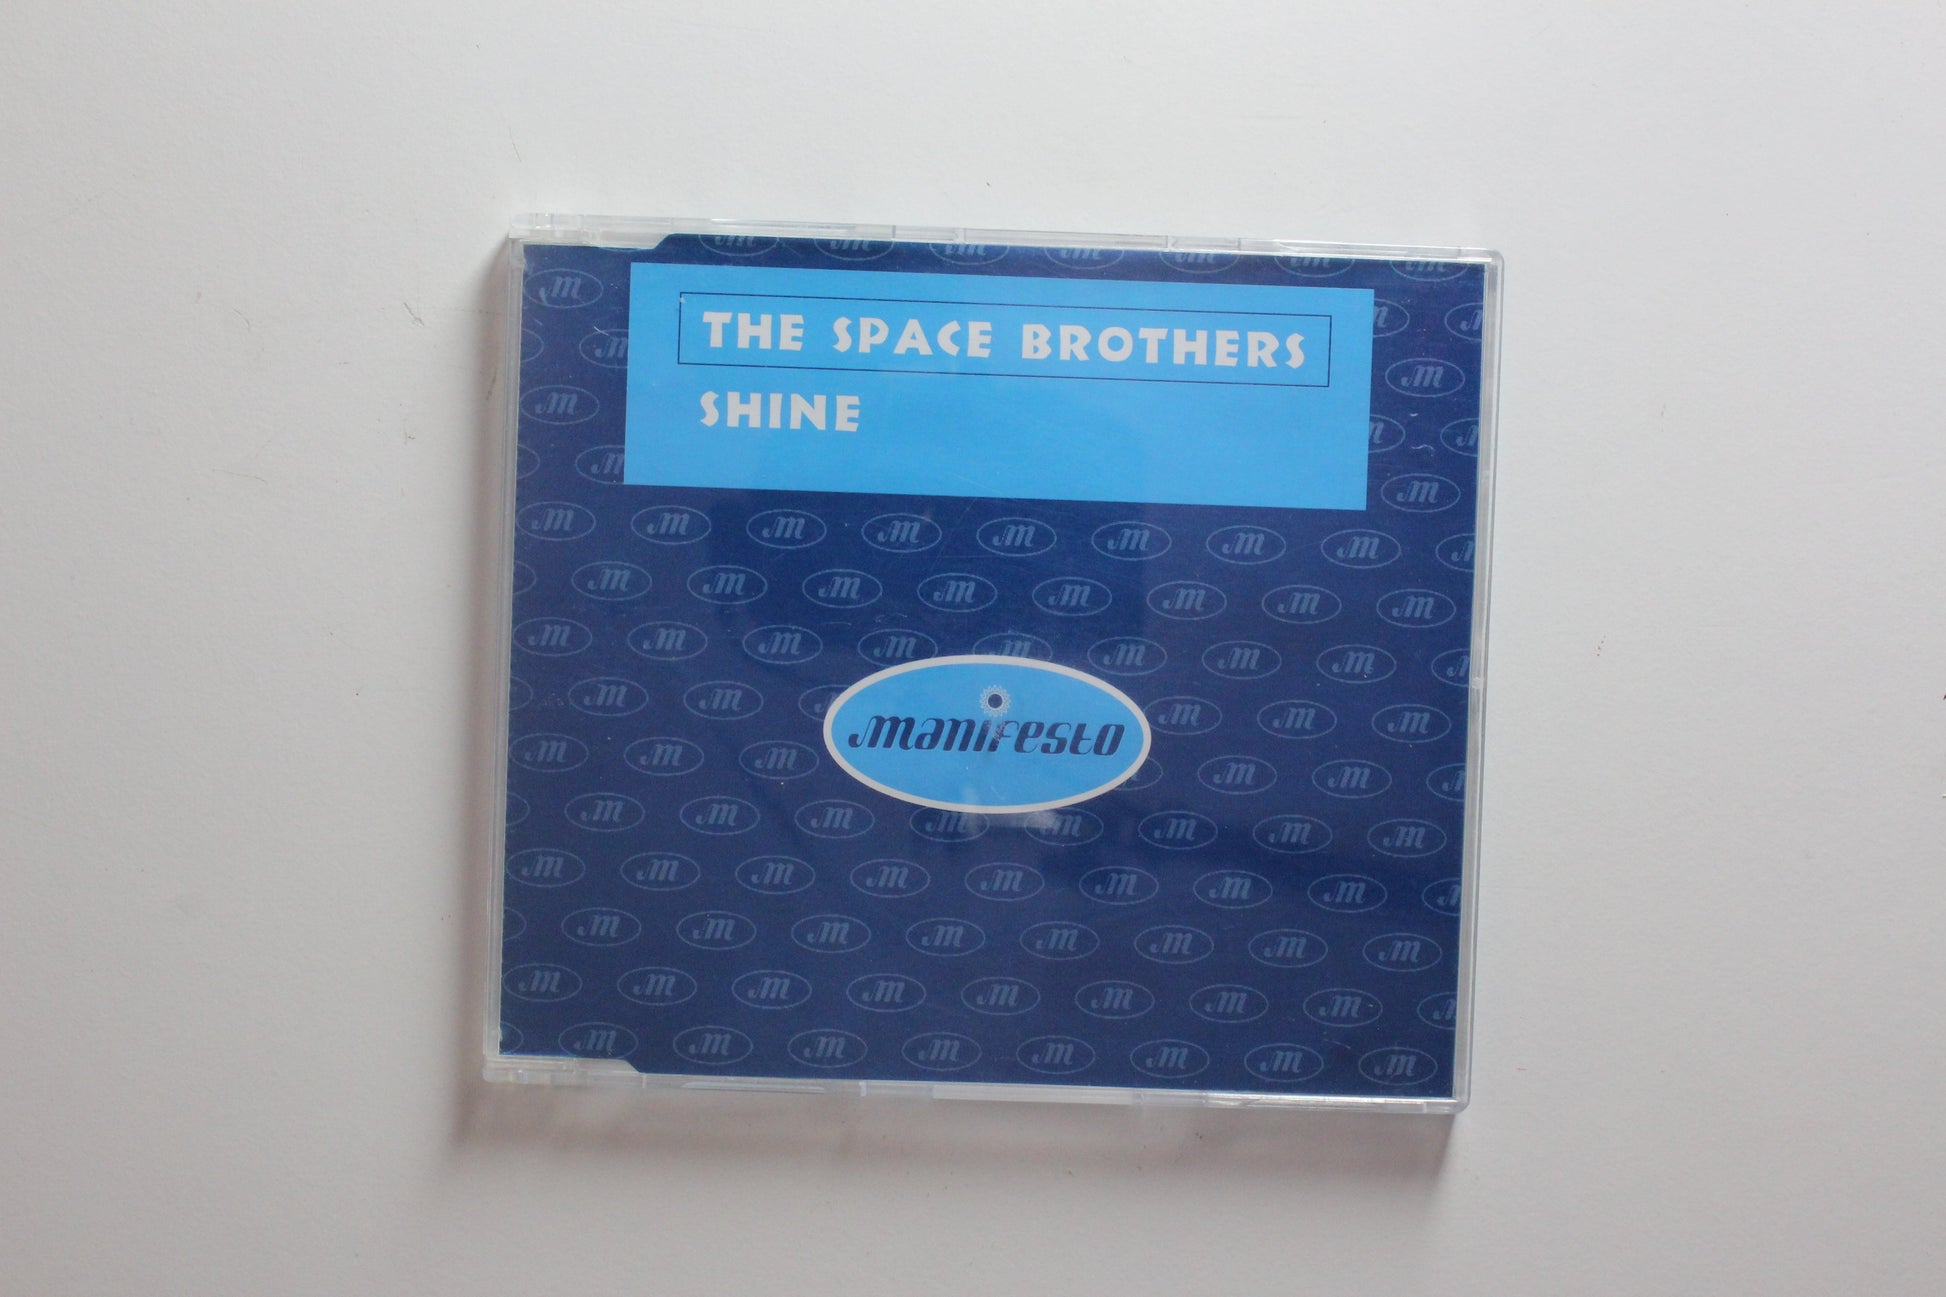 THE SPACE BROTHERS
SHINE
manifesto